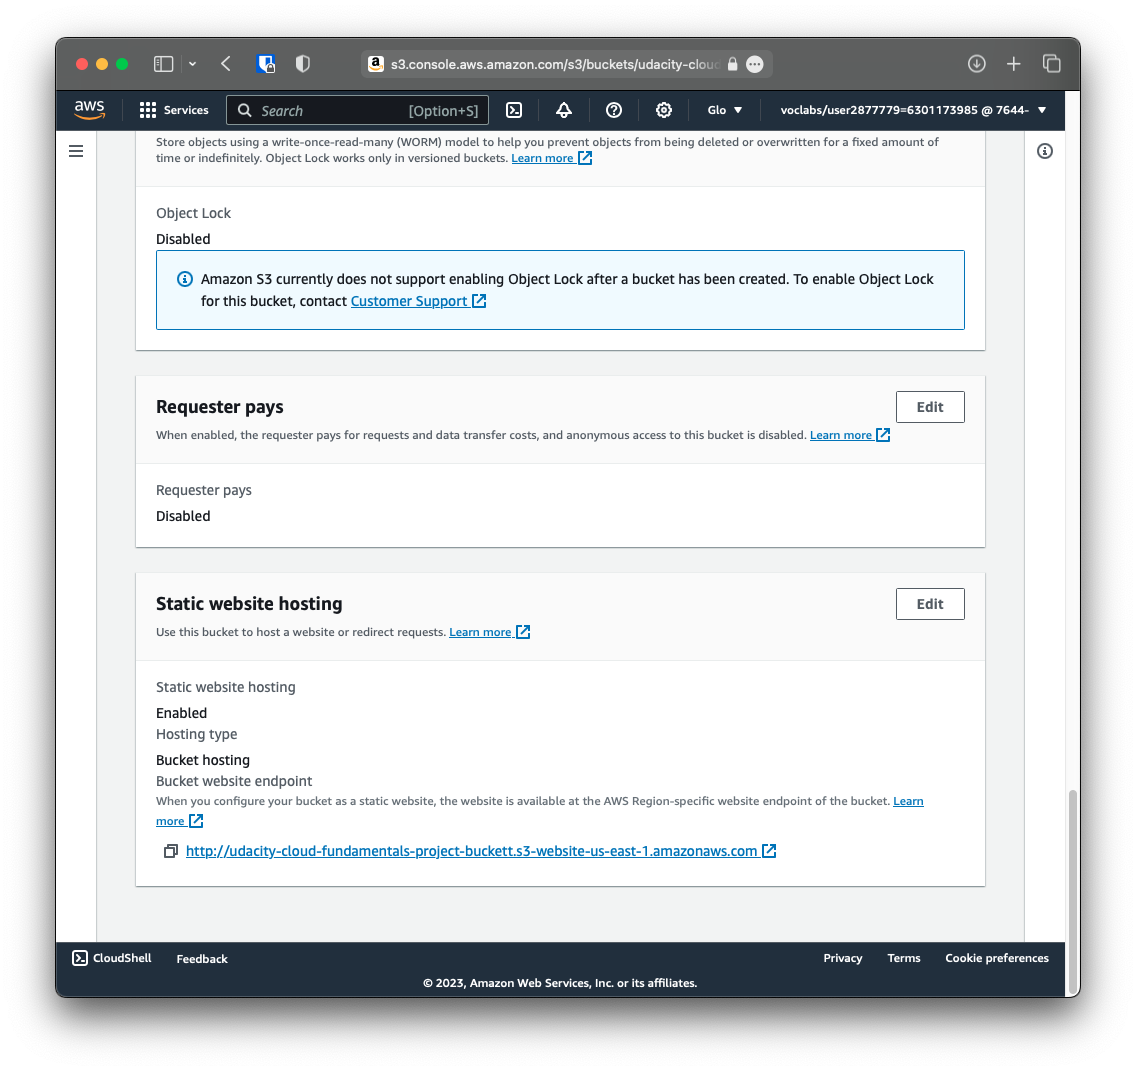 s3.console.aws.amazon.com/s3/buckets/udacity-cloud
aws
Services
Search
[Option+S]
Glo
voclabs/user2877779=6301173985 @ 7644-
Store objects using a write-once-read-many (WORM) model to help you prevent objects from being deleted or overwritten for a fixed amount of
time or indefinitely. Object Lock works only in versioned buckets. Learn more
Object Lock
Disabled
Amazon S3 currently does not support enabling Object Lock after a bucket has been created. To enable Object Lock
for this bucket, contact Customer Support
Requester pays
Edit
When enabled, the requester pays for requests and data transfer costs, and anonymous access to this bucket is disabled. Learn more
Requester pays
Disabled
Static website hosting
Edit
Use this bucket to host a website or redirect requests. Learn more
Static website hosting
Enabled
Hosting type
Bucket hosting
Bucket website endpoint
When you configure your bucket as a static website, the website is available at the AWS Region-specific website endpoint of the bucket. Learn
more
http://udacity-cloud-fundamentals-project-buckett.s3-website-us-east-1.amazonaws.com
CloudShell
Feedback
Privacy
Terms
Cookie preferences
© 2023, Amazon Web Services, Inc. or its affiliates.